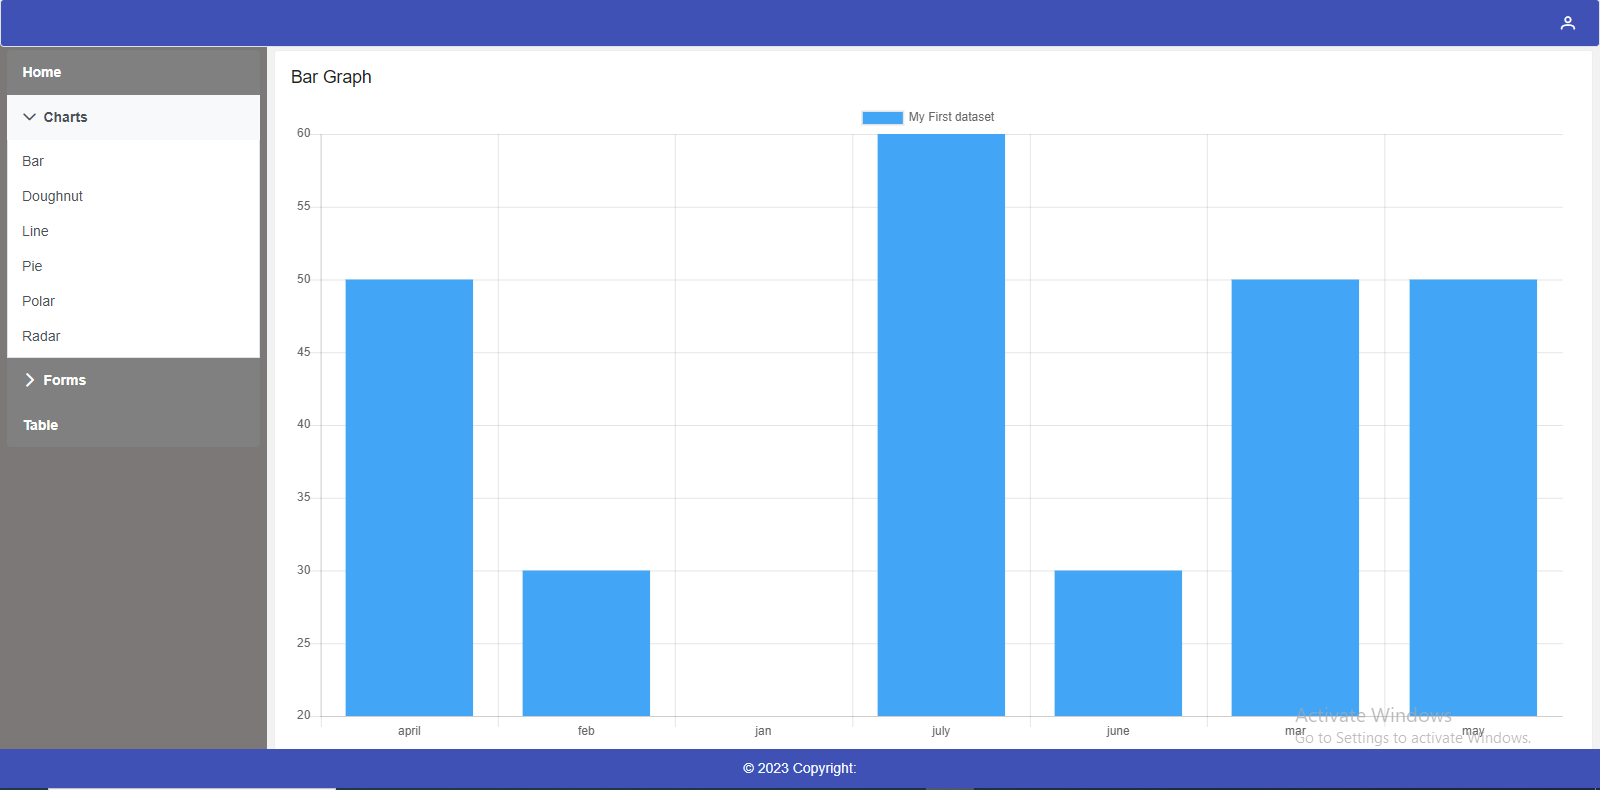 Home
Charts
Bar
Doughnut
Line
Pie
Polar
Radar
Forms
Table
Bar Graph
My First dataset
60
55
50
45
40
35
30
25
20
april
feb
jan
july
june
mar
may
Activate Windows
Go to Settings to activate Windows.
© 2023 Copyright: